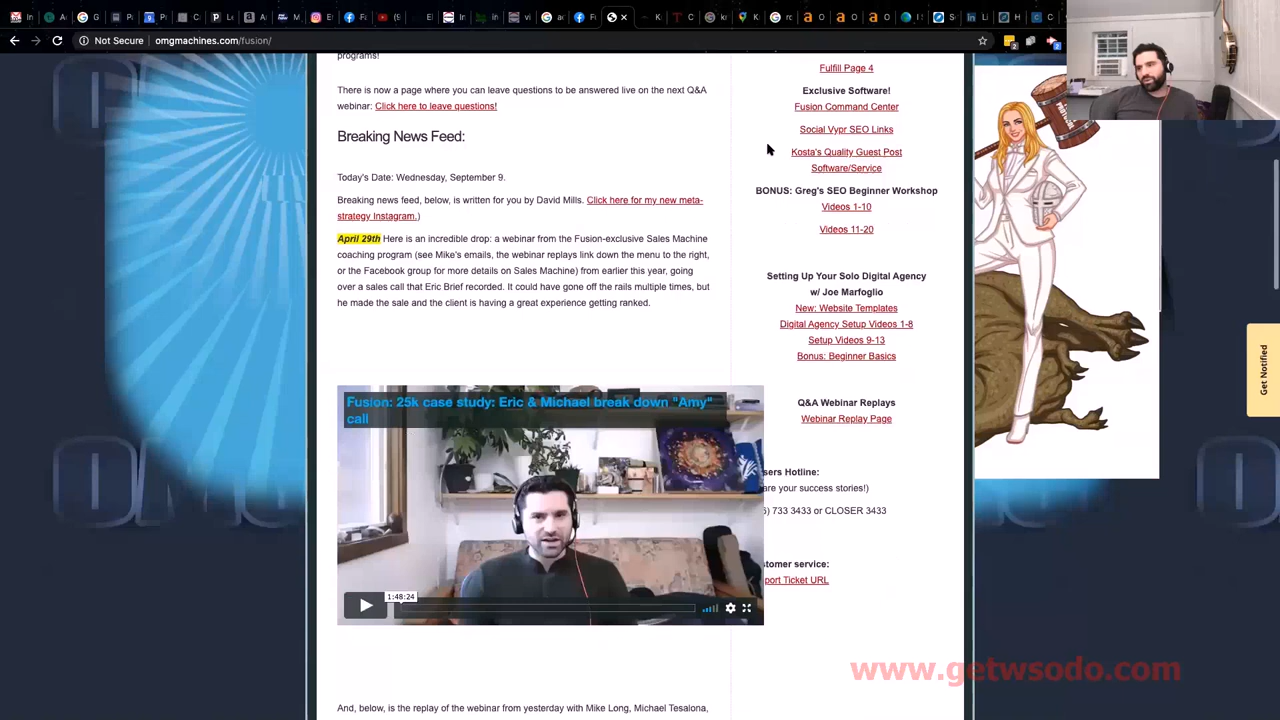 Not Secure
omgmachines.com/fusion/
programs!
There is now a page where you can leave questions to be answered live on the next Q&A
webinar: Click here to leave questions!
Breaking News Feed:
Today's Date: Wednesday, September 9.
Breaking news feed, below, is written for you by David Mills. Click here for my new meta-
strategy Instagram.)
April 29th Here is an incredible drop: a webinar from the Fusion-exclusive Sales Machine
coaching program (see Mike's emails, the webinar replays link down the menu to the right,
or the Facebook group for more details on Sales Machine) from earlier this year, going
over a sales call that Eric Brief recorded. It could have gone off the rails multiple times, but
he made the sale and the client is having a great experience getting ranked.
Fusion: 25k case study: Eric & Michael break down "Amy"
call
1:48:24
And, below, is the replay of the webinar from yesterday with Mike Long, Michael Tesalona,
Fulfill Page 4
Exclusive Software!
Fusion Command Center
Social Vypr SEO Links
Kosta's Quality Guest Post
Software/Service
BONUS: Greg's SEO Beginner Workshop
Videos 1-10
Videos 11-20
Setting Up Your Solo Digital Agency
w/ Joe Marfoglio
New: Website Templates
Digital Agency Setup Videos 1-8
Setup Videos 9-13
Bonus: Beginner Basics
Q&A Webinar Replays
Webinar Replay Page
sers Hotline:
are your success stories!)
) 733 3433 or CLOSER 3433
stomer service:
port Ticket URL
Get Notified
www.getwsodo.com